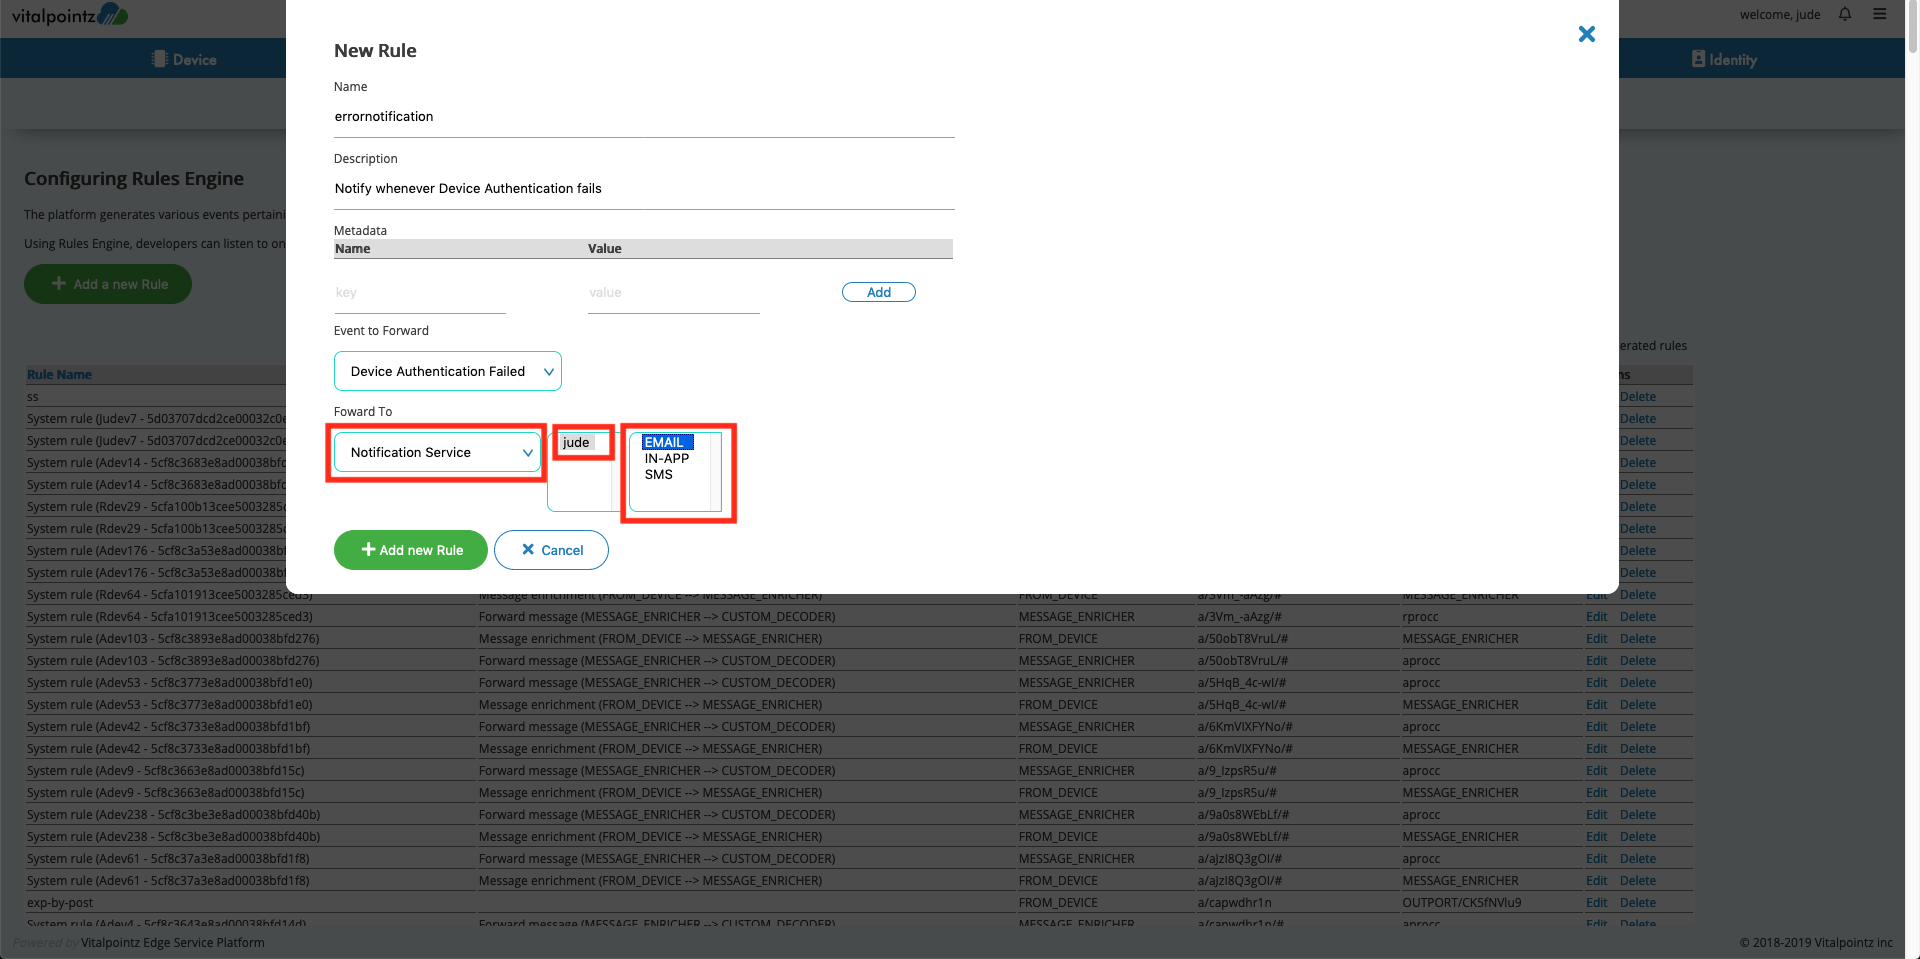 vitalpointz
welcome, jude
Device
Identity
New Rule
Name
errornotification
Description
Notify whenever Device Authentication fails
Metadata
Name Value
key value Add
Event to Forward
Device Authentication Failed
Foward To
Notification Service
jude
EMAIL
IN-APP
SMS
Add new Rule Cancel
Configuring Rules Engine
The platform generates various events pertaini
Using Rules Engine, developers can listen to on
Add a new Rule
erated rules
Rule Name ns
ss Delete
System rule (Judev7 - 5d03707dcd2ce00032c0e Delete
System rule (Judev7 - 5d03707dcd2ce00032c0e Delete
System rule (Adev14 - 5cf8c3683e8ad00038bfd Delete
System rule (Adev14 - 5cf8c3683e8ad00038bfd Delete
System rule (Rdev29 - 5cfa100b13cee5003285c Delete
System rule (Rdev29 - 5cfa100b13cee5003285c Delete
System rule (Adev176 - 5cf8c3a53e8ad00038bf Delete
System rule (Adev176 - 5cf8c3a53e8ad00038bf Delete
System rule (Rdev64 - 5cfa101913cee5003285ced3) Message enrichment (FROM_DEVICE --> MESSAGE_ENRICHER) FROM_DEVICE a/3Vm_-aAzg/# MESSAGE_ENRICHER Edit Delete
System rule (Rdev64 - 5cfa101913cee5003285ced3) Forward message (MESSAGE_ENRICHER --> CUSTOM_DECODER) MESSAGE_ENRICHER a/3Vm_-aAzg/# rprocc Edit Delete
System rule (Adev103 - 5cf8c3893e8ad00038bfd276) Message enrichment (FROM_DEVICE --> MESSAGE_ENRICHER) FROM_DEVICE a/50obT8VruL/# MESSAGE_ENRICHER Edit Delete
System rule (Adev103 - 5cf8c3893e8ad00038bfd276) Forward message (MESSAGE_ENRICHER --> CUSTOM_DECODER) MESSAGE_ENRICHER a/50obT8VruL/# aprocc Edit Delete
System rule (Adev53 - 5cf8c3773e8ad00038bfd1e0) Forward message (MESSAGE_ENRICHER --> CUSTOM_DECODER) MESSAGE_ENRICHER a/5HqB_4c-wI/# aprocc Edit Delete
System rule (Adev53 - 5cf8c3773e8ad00038bfd1e0) Message enrichment (FROM_DEVICE --> MESSAGE_ENRICHER) FROM_DEVICE a/5HqB_4c-wI/# MESSAGE_ENRICHER Edit Delete
System rule (Adev42 - 5cf8c3733e8ad00038bfd1bf) Forward message (MESSAGE_ENRICHER --> CUSTOM_DECODER) MESSAGE_ENRICHER a/6KmVIXFYNo/# aprocc Edit Delete
System rule (Adev42 - 5cf8c3733e8ad00038bfd1bf) Message enrichment (FROM_DEVICE --> MESSAGE_ENRICHER) FROM_DEVICE a/6KmVIXFYNo/# MESSAGE_ENRICHER Edit Delete
System rule (Adev9 - 5cf8c3663e8ad00038bfd15c) Forward message (MESSAGE_ENRICHER --> CUSTOM_DECODER) MESSAGE_ENRICHER a/9_IzpsR5u/# aprocc Edit Delete
System rule (Adev9 - 5cf8c3663e8ad00038bfd15c) Message enrichment (FROM_DEVICE --> MESSAGE_ENRICHER) FROM_DEVICE a/9_IzpsR5u/# MESSAGE_ENRICHER Edit Delete
System rule (Adev238 - 5cf8c3be3e8ad00038bfd40b) Forward message (MESSAGE_ENRICHER --> CUSTOM_DECODER) MESSAGE_ENRICHER a/9a0s8WEbLf/# aprocc Edit Delete
System rule (Adev238 - 5cf8c3be3e8ad00038bfd40b) Message enrichment (FROM_DEVICE --> MESSAGE_ENRICHER) FROM_DEVICE a/9a0s8WEbLf/# MESSAGE_ENRICHER Edit Delete
System rule (Adev61 - 5cf8c37a3e8ad00038bfd1f8) Forward message (MESSAGE_ENRICHER --> CUSTOM_DECODER) MESSAGE_ENRICHER a/aJzI8Q3gOI/# aprocc Edit Delete
System rule (Adev61 - 5cf8c37a3e8ad00038bfd1f8) Message enrichment (FROM_DEVICE --> MESSAGE_ENRICHER) FROM_DEVICE a/aJzI8Q3gOI/# MESSAGE_ENRICHER Edit Delete
exp-by-post FROM_DEVICE a/capwdhr1n OUTPORT/CK5fNVlu9 Edit Delete
System rule (Adev4 - 5cf8c3643e8ad00038bfd14d) Forward message (MESSAGE_ENRICHER --> CUSTOM_DECODER) MESSAGE_ENRICHER a/capwdhr1n/# aprocc Edit Delete
Powered by Vitalpointz Edge Service Platform
© 2018-2019 Vitalpointz inc